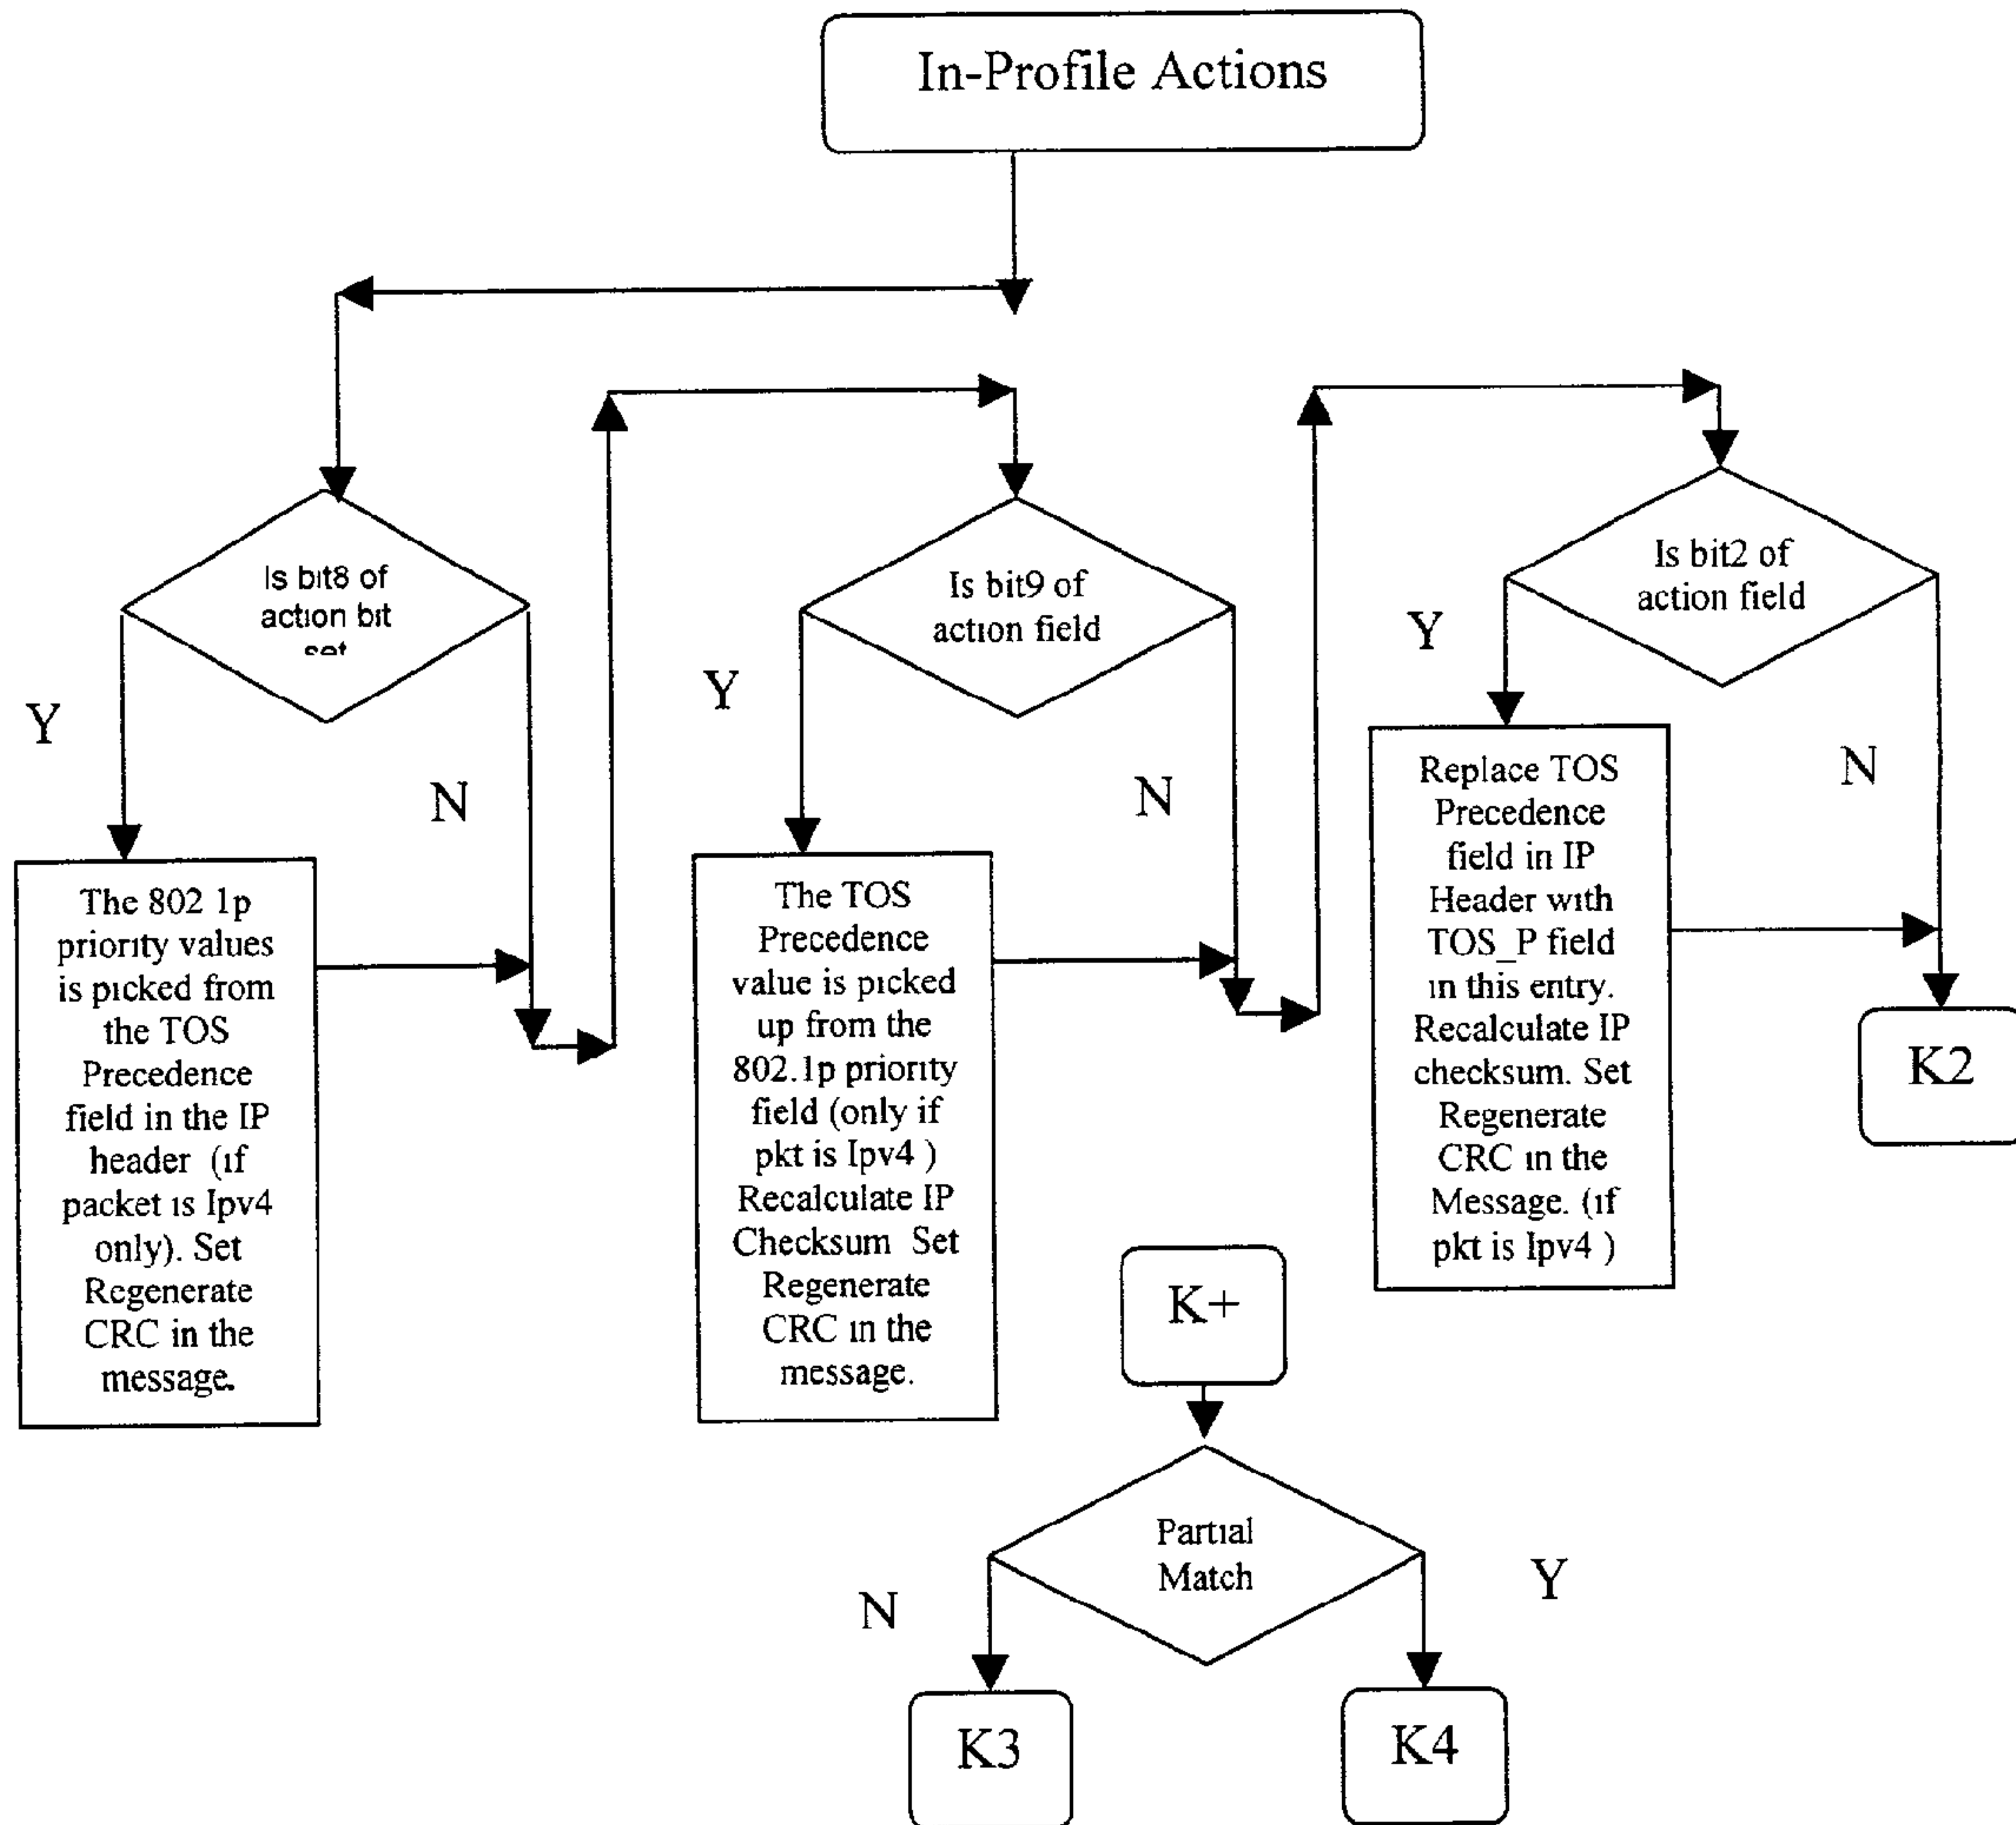 In-Profile Actions
Is bit8 of
action bit
set
Y
N
The 802 1p
priority values
is picked from
the TOS
Precedence
field in the IP
header (if
packet is Ipv4
only). Set
Regenerate
CRC in the
message.
Is bit9 of
action field
Y
N
The TOS
Precedence
value is picked
up from the
802.1p priority
field (only if
pkt is Ipv4 )
Recalculate IP
Checksum Set
Regenerate
CRC in the
message.
Is bit2 of
action field
Y
N
Replace TOS
Precedence
field in IP
Header with
TOS_P field
in this entry.
Recalculate IP
checksum. Set
Regenerate
CRC in the
Message. (if
pkt is Ipv4 )
K2
K+
Partial
Match
N
Y
K3
K4